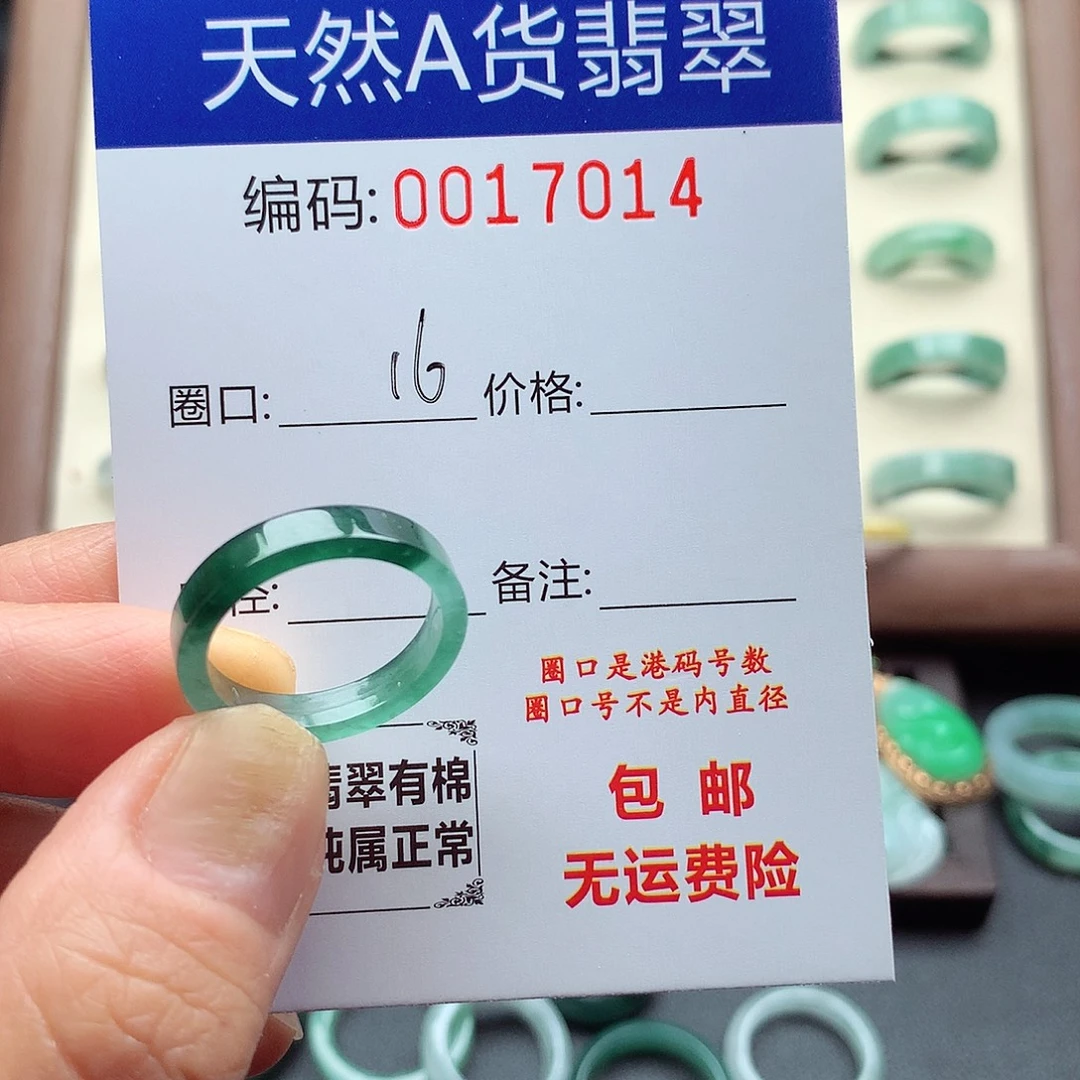 天然A货翡翠
编码:0017014
圈口: 16 价格:
径: 备注:
圈口是港码号数
圈口号不是内直径
翡翠有棉
纯属正常
包邮
无运费险